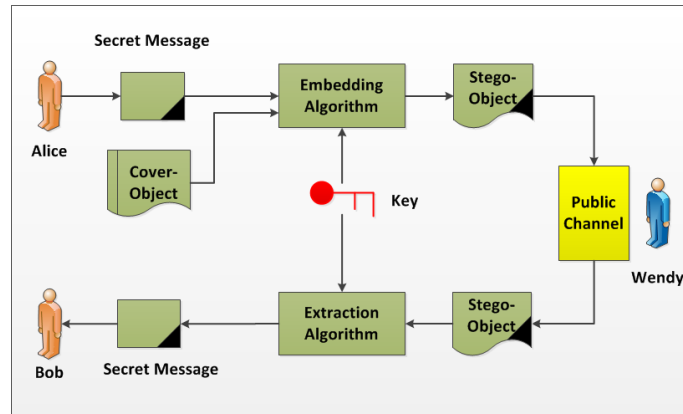 Secret Message
Embedding
Algorithm
Stego-
Object
Alice
Cover-
Object
Key
Public
Channel
Wendy
Extraction
Algorithm
Stego-
Object
Bob
Secret Message